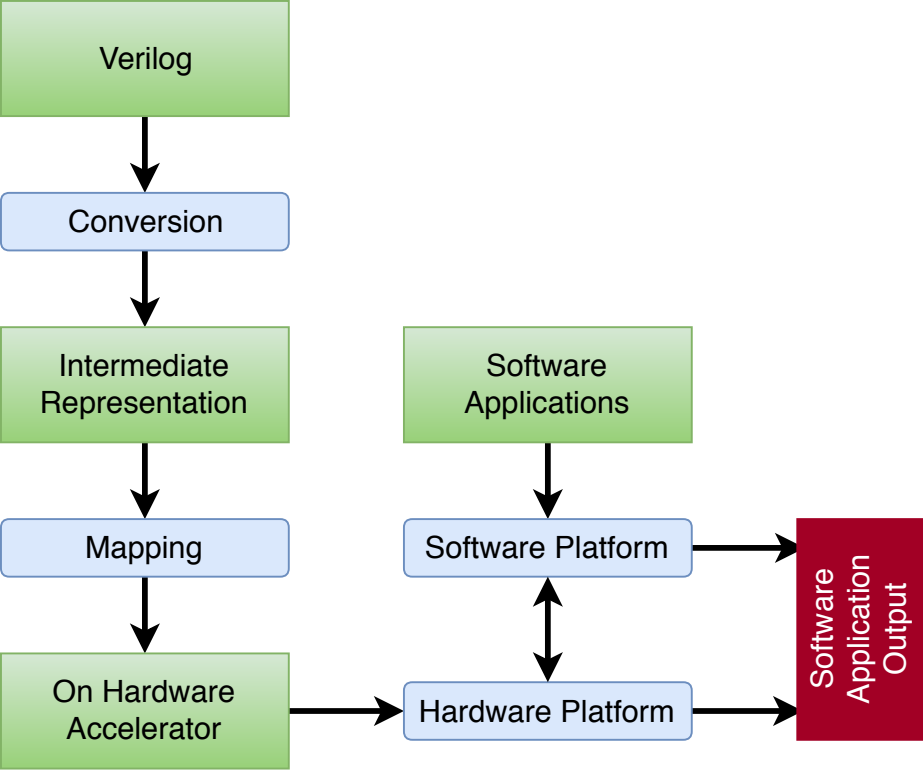 Verilog
Conversion
Intermediate
Representation
Mapping
On Hardware
Accelerator
Software
Applications
Software Platform
Hardware Platform
Software
Application
Output